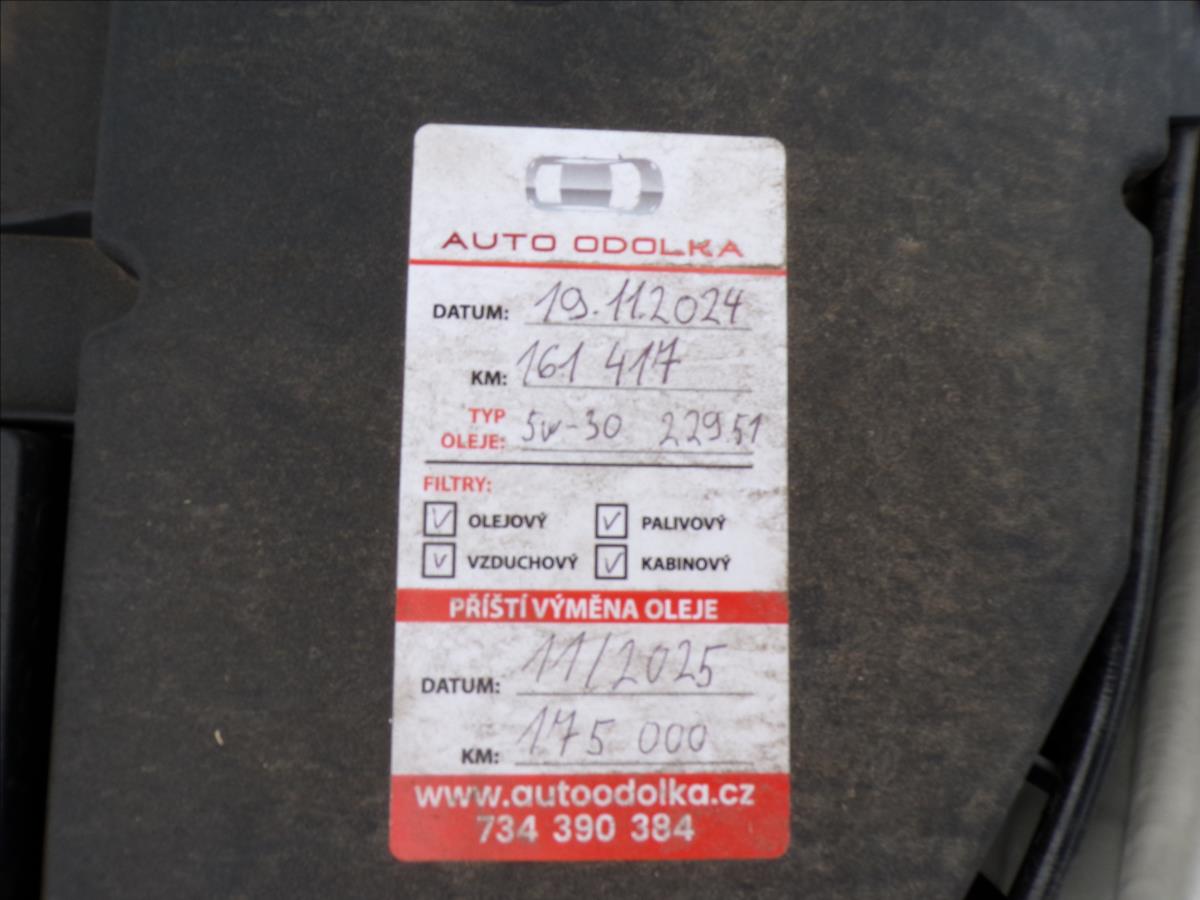 AUTO ODOLKA
DATUM: 19.11.2024
KM: 161 417
TYP OLEJE: 5w-30 229 51
FILTRY:
OLEJOVÝ PALIVOVÝ
VZDUCHOVÝ KABINOVÝ
PŘÍŠTÍ VÝMĚNA OLEJE
DATUM: 11/2025
KM: 175 000
www.autoodolka.cz
734 390 384